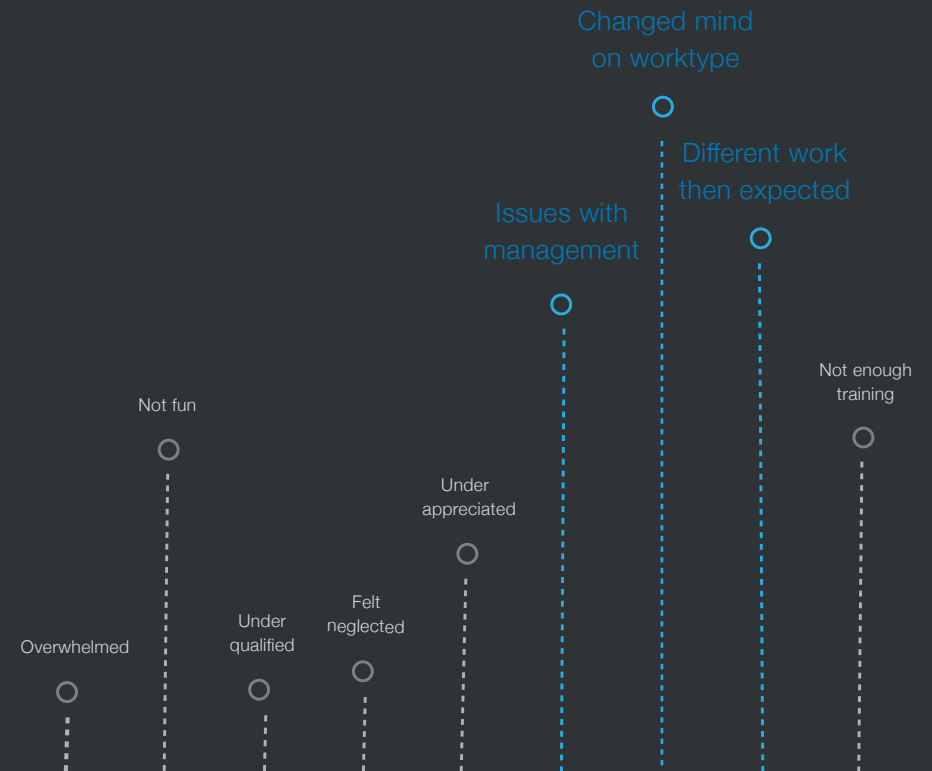 Changed mind
on worktype
Different work
then expected
Issues with
management
Not enough
training
Not fun
Under
appreciated
Felt
neglected
Under
qualified
Overwhelmed